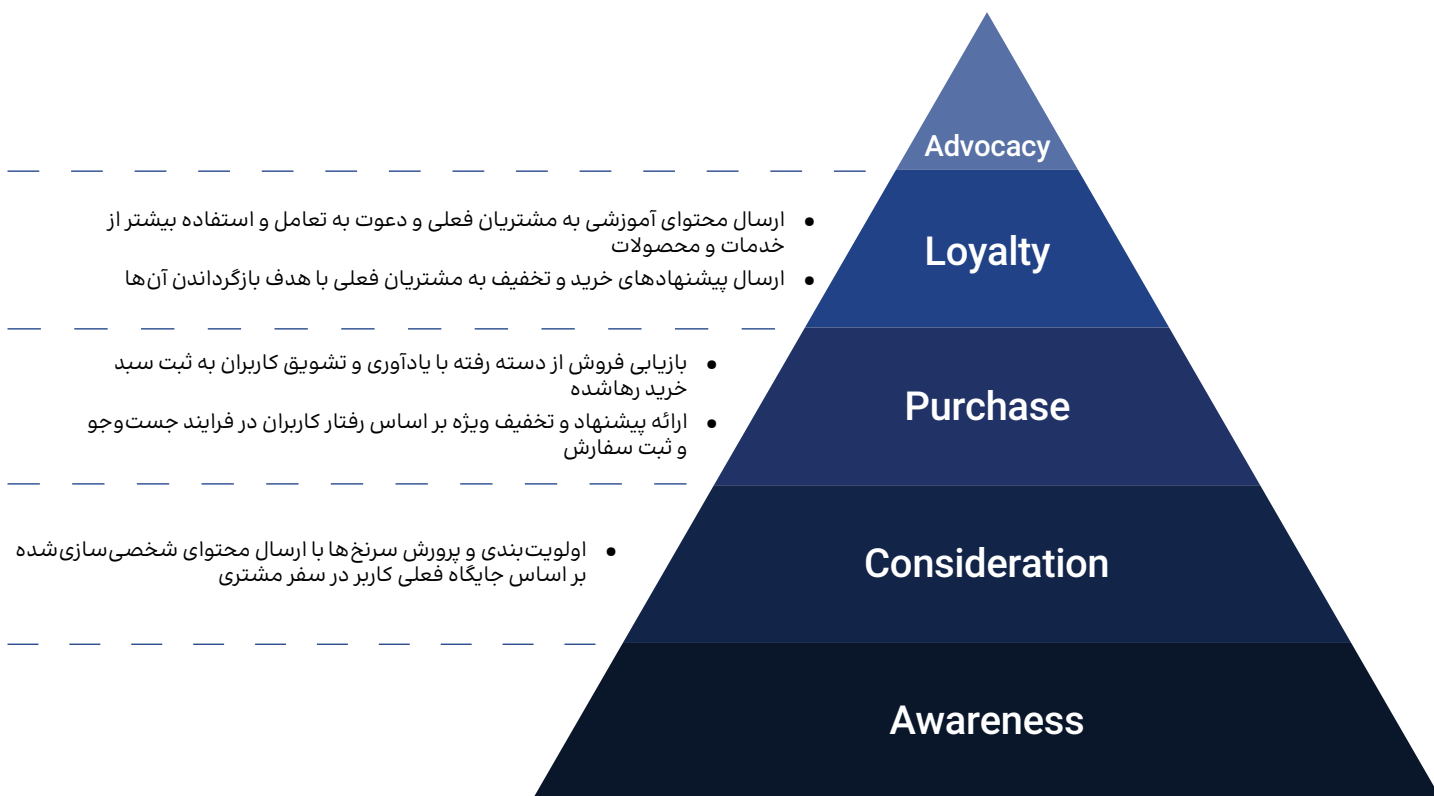 Advocacy
Loyalty
• ارسال محتوای آموزشی به مشتریان فعلی و دعوت به تعامل و استفاده بیشتر از
خدمات و محصولات
• ارسال پیشنهادهای خرید و تخفیف به مشتریان فعلی با هدف بازگرداندن آن‌ها
Purchase
• بازیابی فروش از دسته رفته با یادآوری و تشویق کاربران به ثبت سبد
خرید رهاشده
• ارائه پیشنهاد و تخفیف ویژه بر اساس رفتار کاربران در فرایند جست‌وجو
و ثبت سفارش
Consideration
• اولویت‌بندی و پرورش سرنخ‌ها با ارسال محتوای شخصی‌سازی‌شده
بر اساس جایگاه فعلی کاربر در سفر مشتری
Awareness